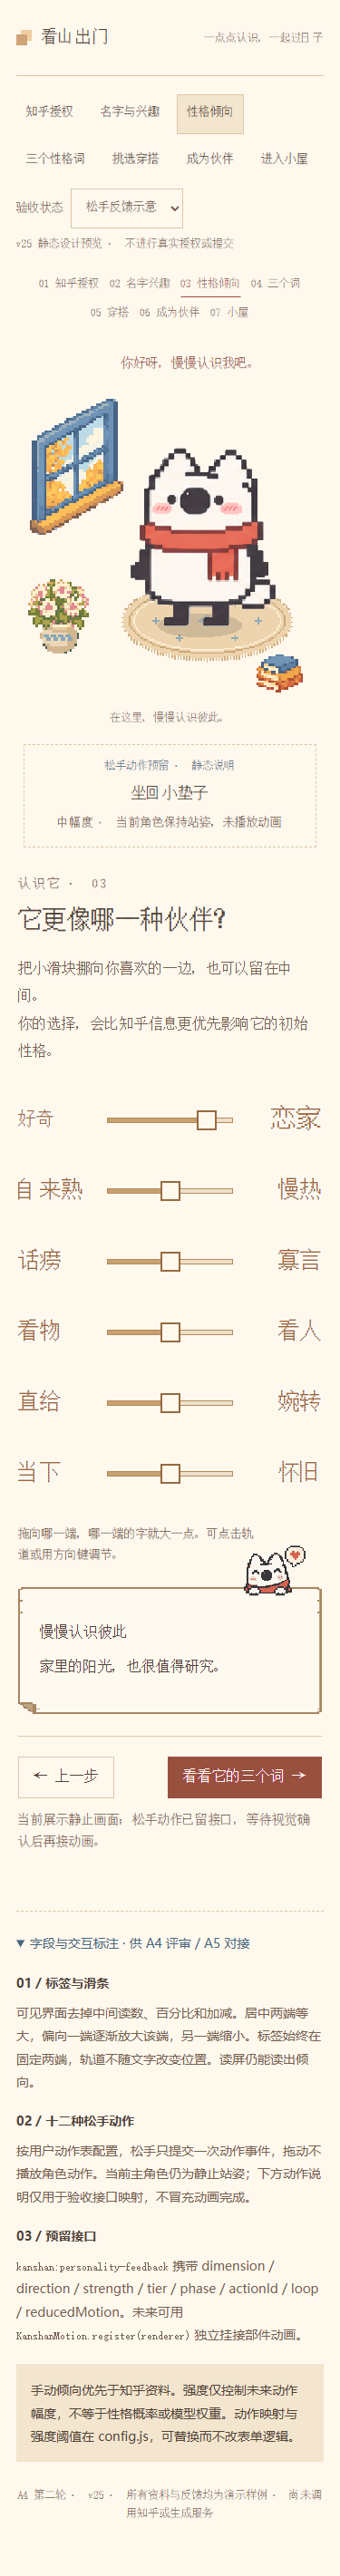 看山出门
一点点认识，一起过日子
知乎授权 名字与兴趣 性格倾向
三个性格词 挑选穿搭 成为伙伴 进入小屋
验收状态 松手反馈示意
v25 静态设计预览 · 不进行真实授权或提交
01 知乎授权 02 名字兴趣 03 性格倾向 04 三个词
05 穿搭 06 成为伙伴 07 小屋
你好呀，慢慢认识我吧。
在这里，慢慢认识彼此。
松手动作预留 · 静态说明
坐回小垫子
中幅度 · 当前角色保持站姿，未播放动画
认识它 · 03
它更像哪一种伙伴？
把小滑块挪向你喜欢的一边，也可以留在中
间。
你的选择，会比知乎信息更优先影响它的初始
性格。
好奇 恋家
自来熟 慢热
话痨 寡言
看物 看人
直给 婉转
当下 怀旧
拖向哪一端，哪一端的字就大一点。可点击轨
道或用方向键调节。
慢慢认识彼此
家里的阳光，也很值得研究。
← 上一步 看看它的三个词 →
当前展示静止画面；松手动作已留接口，等待视觉确
认后再接动画。
▼ 字段与交互标注 · 供 A4 评审 / A5 对接
01 / 标签与滑条
可见界面去掉中间读数、百分比和加减。居中两端等
大，偏向一端逐渐放大该端，另一端缩小。标签始终在
固定两端，轨道不随文字改变位置。读屏仍能读出倾
向。
02 / 十二种松手动作
按用户动作表配置，松手只提交一次动作事件，拖动不
播放角色动作。当前主角色仍为静止站姿；下方动作说
明仅用于验收接口映射，不冒充动画完成。
03 / 预留接口
kanshan:personality-feedback 携带 dimension /
direction / strength / tier / phase / actionId / loop
/ reducedMotion。未来可用
KanshanMotion.register(renderer) 独立挂接部件动画。
手动倾向优先于知乎资料。强度仅控制未来动作
幅度，不等于性格概率或模型权重。动作映射与
强度阈值在 config.js，可替换而不改表单逻辑。
A4 第二轮 · v25 · 所有资料与反馈均为演示样例 · 尚未调
用知乎或生成服务